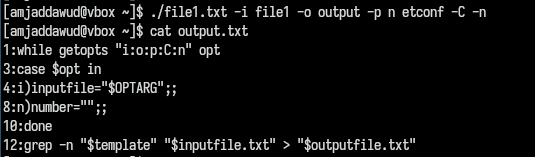 [amjaddawud@vbox ~]$ ./file1.txt -i file1 -o output -p n etconf -C -n
[amjaddawud@vbox ~]$ cat output.txt
1:while getopts "i:o:p:C:n" opt
3:case $opt in
4:i)inputfile="$OPTARG";;
8:n)number="";;
10:done
12:grep -n "$template" "$inputfile.txt" > "$outputfile.txt"